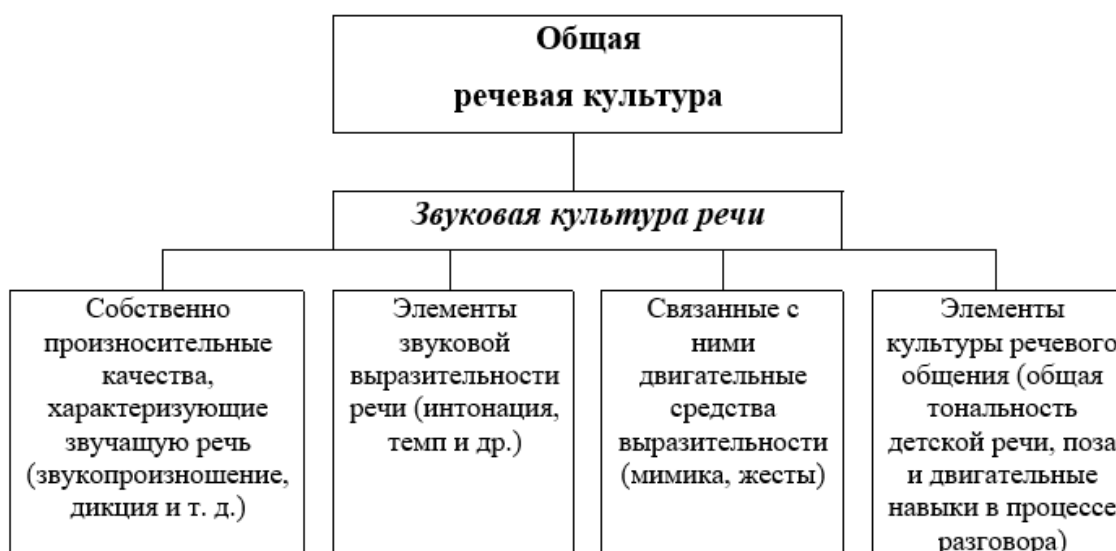 Общая
речевая культура
Звуковая культура речи
Собственно
произносительные
качества,
характеризующие
звучащую речь
(звукопроизношение,
дикция и т. д.)
Элементы
звуковой
выразительности
речи (интонация,
темп и др.)
Связанные с
ними
двигательные
средства
выразительности
(мимика, жесты)
Элементы
культуры речевого
общения (общая
тональность
детской речи, поза
и двигательные
навыки в процессе
разговора)